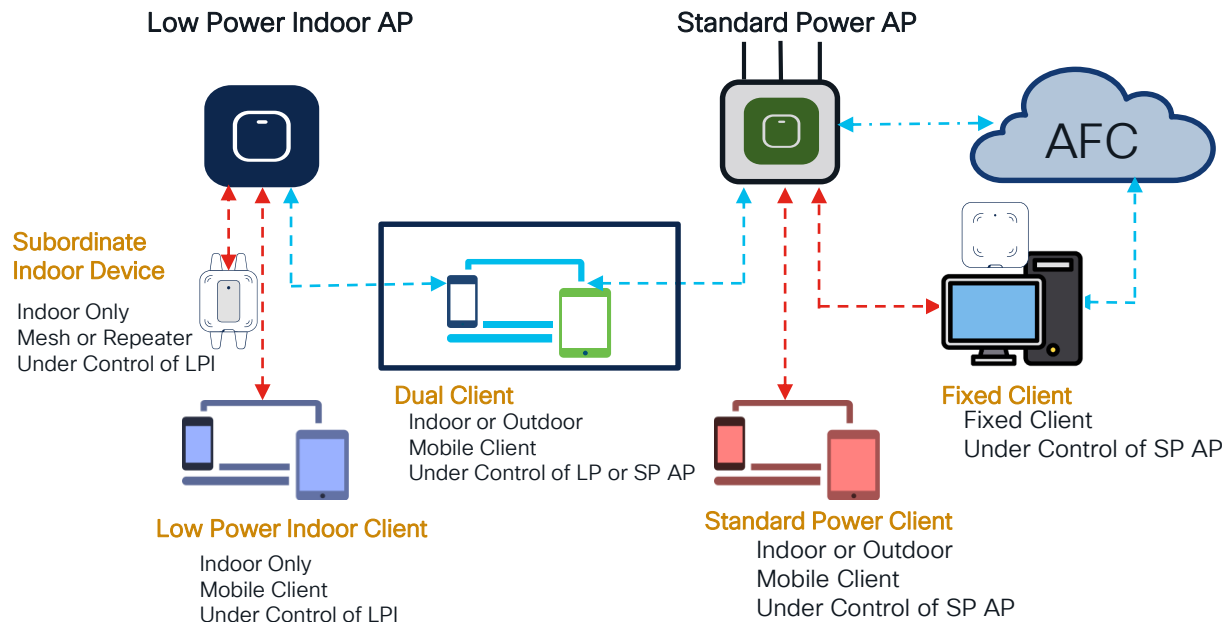 Low Power Indoor AP
Standard Power AP
AFC
Subordinate
Indoor Device
Indoor Only
Mesh or Repeater
Under Control of LPI
Dual Client
Indoor or Outdoor
Mobile Client
Under Control of LP or SP AP
Fixed Client
Fixed Client
Under Control of SP AP
Low Power Indoor Client
Indoor Only
Mobile Client
Under Control of LPI
Standard Power Client
Indoor or Outdoor
Mobile Client
Under Control of SP AP